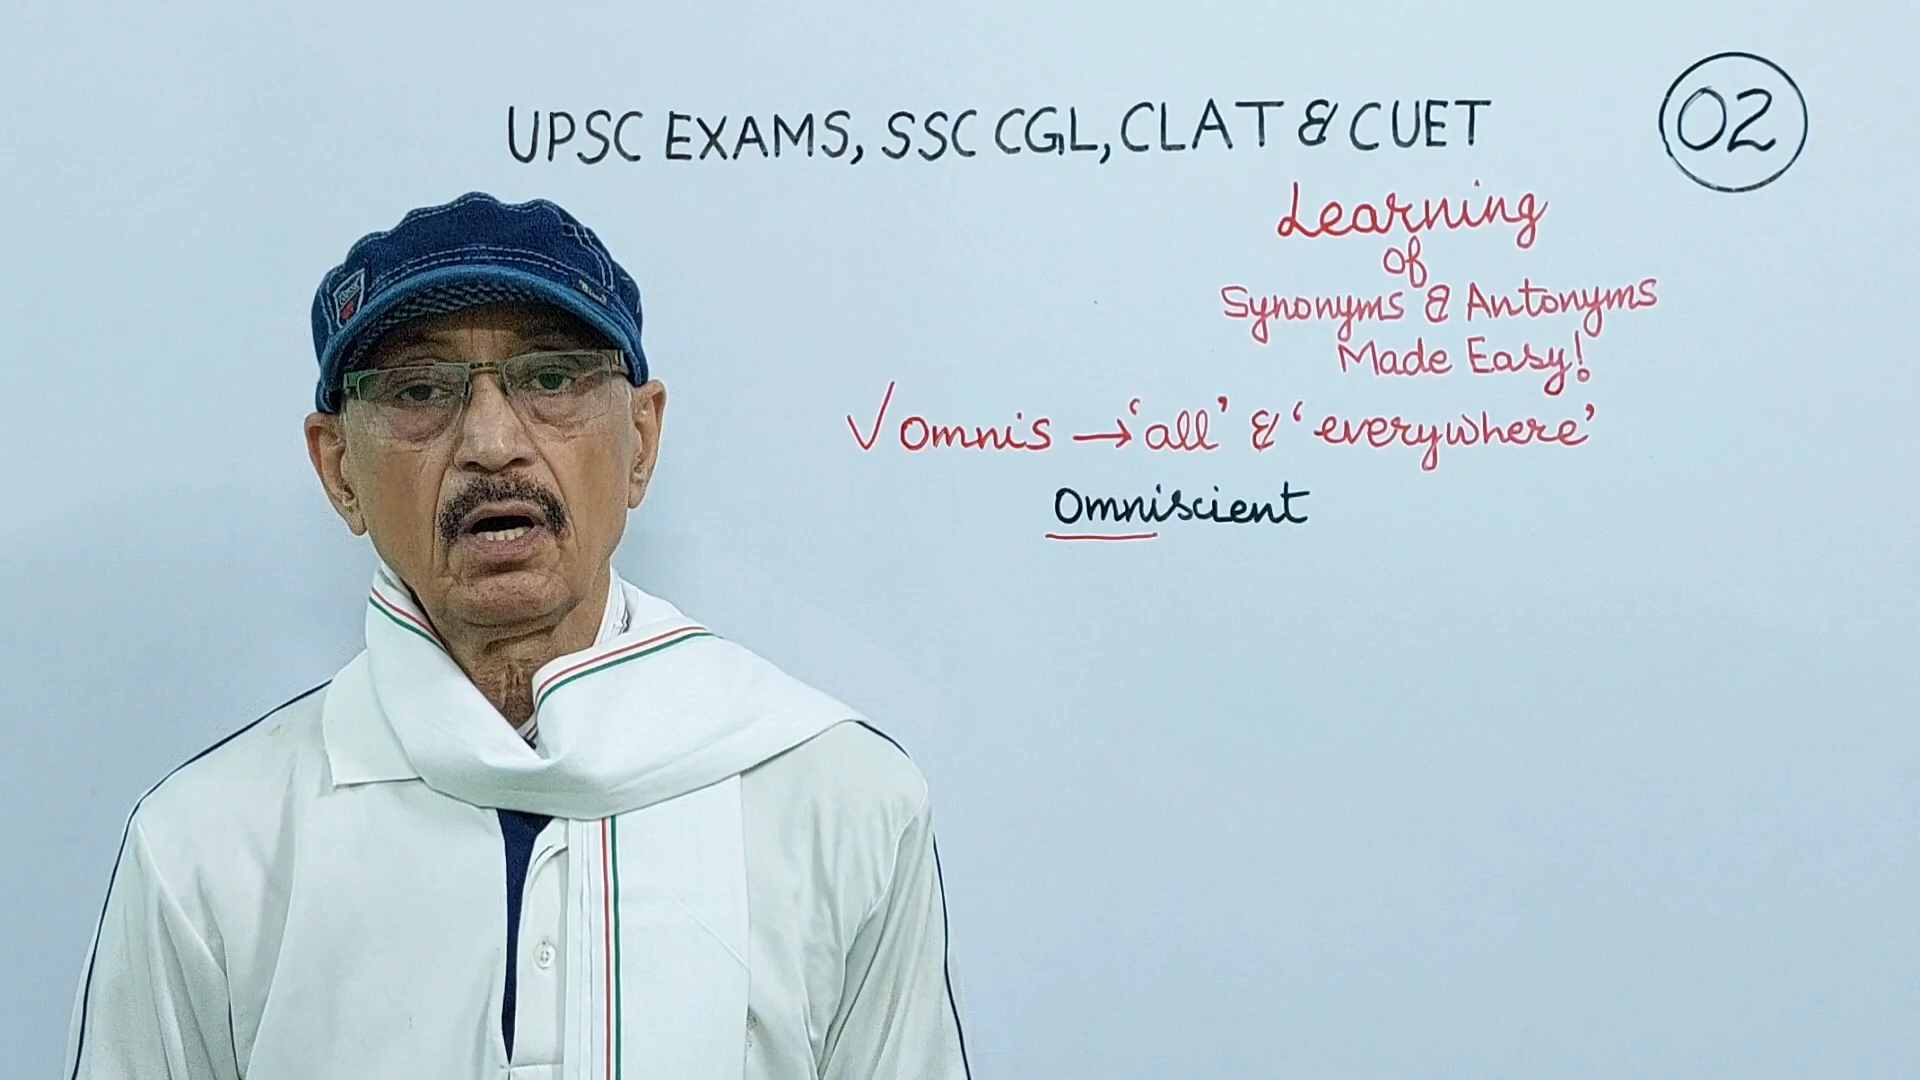 UPSC EXAMS, SSC CGL, CLAT & CUET
02
Learning
of
Synonyms & Antonyms
Made Easy!
√ omnis → 'all' & 'everywhere'
Omniscient